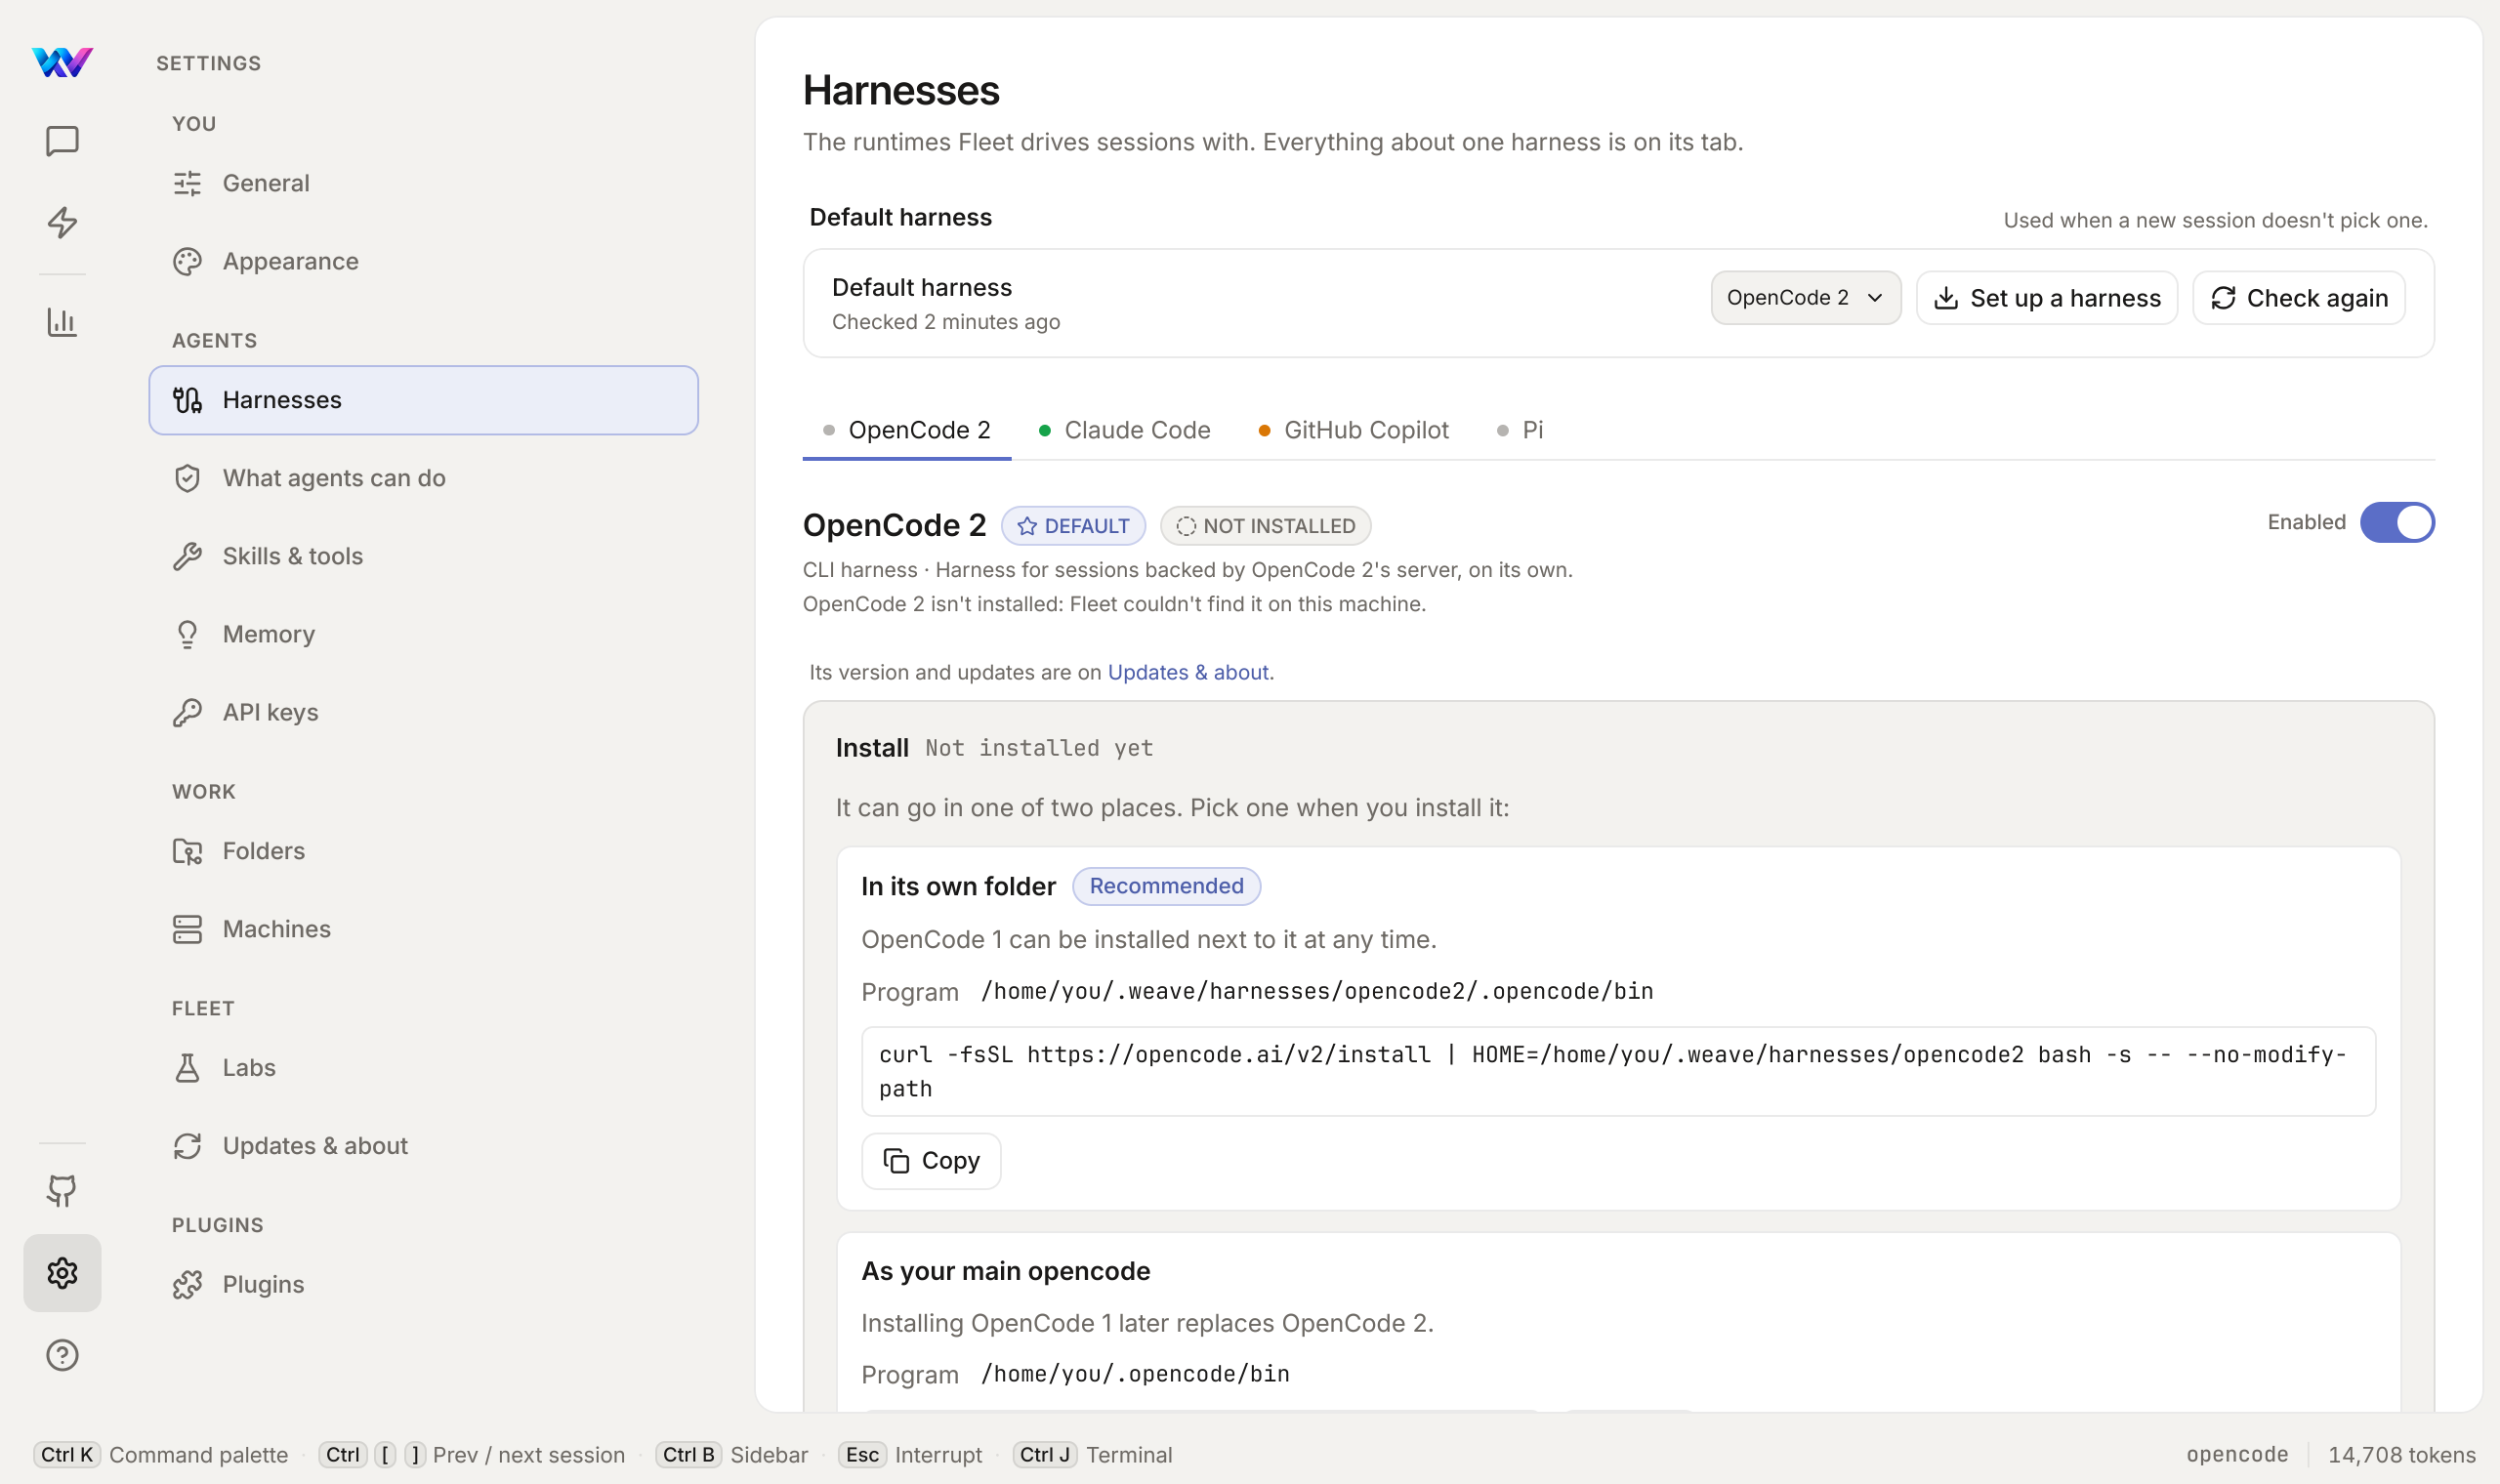 SETTINGS
YOU
General
Appearance
AGENTS
Harnesses
What agents can do
Skills & tools
Memory
API keys
WORK
Folders
Machines
FLEET
Labs
Updates & about
PLUGINS
Plugins
Harnesses
The runtimes Fleet drives sessions with. Everything about one harness is on its tab.
Default harness
Used when a new session doesn't pick one.
Default harness
Checked 2 minutes ago
OpenCode 2
Set up a harness
Check again
OpenCode 2
Claude Code
GitHub Copilot
Pi
OpenCode 2
DEFAULT
NOT INSTALLED
Enabled
CLI harness · Harness for sessions backed by OpenCode 2's server, on its own.
OpenCode 2 isn't installed: Fleet couldn't find it on this machine.
Its version and updates are on Updates & about.
Install Not installed yet
It can go in one of two places. Pick one when you install it:
In its own folder Recommended
OpenCode 1 can be installed next to it at any time.
Program /home/you/.weave/harnesses/opencode2/.opencode/bin
curl -fsSL https://opencode.ai/v2/install | HOME=/home/you/.weave/harnesses/opencode2 bash -s -- --no-modify-
path
Copy
As your main opencode
Installing OpenCode 1 later replaces OpenCode 2.
Program /home/you/.opencode/bin
Ctrl K Command palette · Ctrl [ ] Prev / next session · Ctrl B Sidebar · Esc Interrupt · Ctrl J Terminal
opencode 14,708 tokens